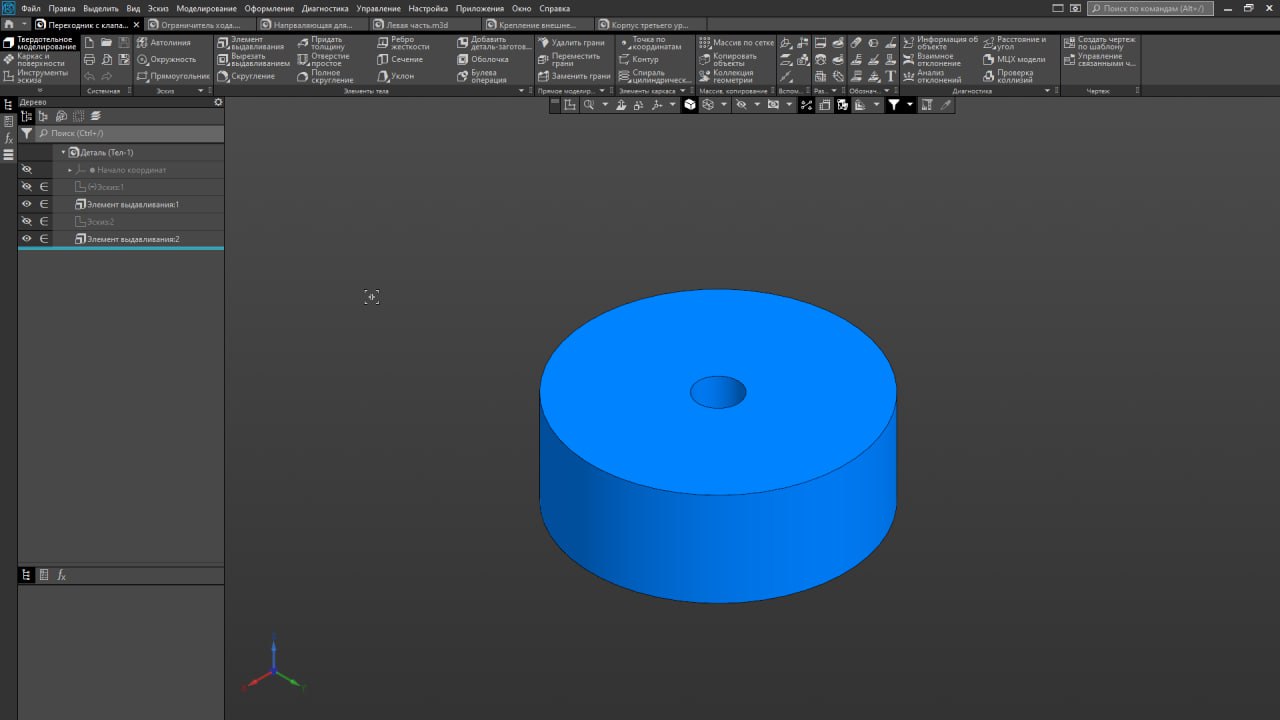 Файл Правка Выделить Вид Эскиз Моделирование Оформление Диагностика Управление Настройка Приложения Окно Справка Поиск по командам (Alt+/)
Переходник с клапа... Ограничитель хода... Напрваляющая для... Левая часть.m3d Крепление внешне... Корпус третьего ур...
Твердотельное моделирование
Каркас и поверхности
Инструменты эскиза
Системная
Автолиния
Окружность
Прямоугольник
Эскиз
Элемент выдавливания
Вырезать выдавливанием
Скругление
Придать толщину
Отверстие простое
Полное скругление
Ребро жесткости
Сечение
Уклон
Добавить деталь-заготов...
Оболочка
Булева операция
Элементы тела
Удалить грани
Переместить грани
Заменить грани
Прямое моделир...
Точка по координатам
Контур
Спираль цилиндрическ...
Элементы каркаса
Массив по сетке
Копировать объекты
Коллекция геометрии
Массив, копирование
Вспом...
Раз...
Обознач...
Информация об объекте
Взаимное отклонение
Анализ отклонений
Расстояние и угол
МЦХ модели
Проверка коллизий
Диагностика
Создать чертеж по шаблону
Управление связанными ч...
Чертеж
Дерево
Поиск (Ctrl+/)
Деталь (Тел-1)
Начало координат
(-)Эскиз:1
Элемент выдавливания:1
Эскиз:2
Элемент выдавливания:2